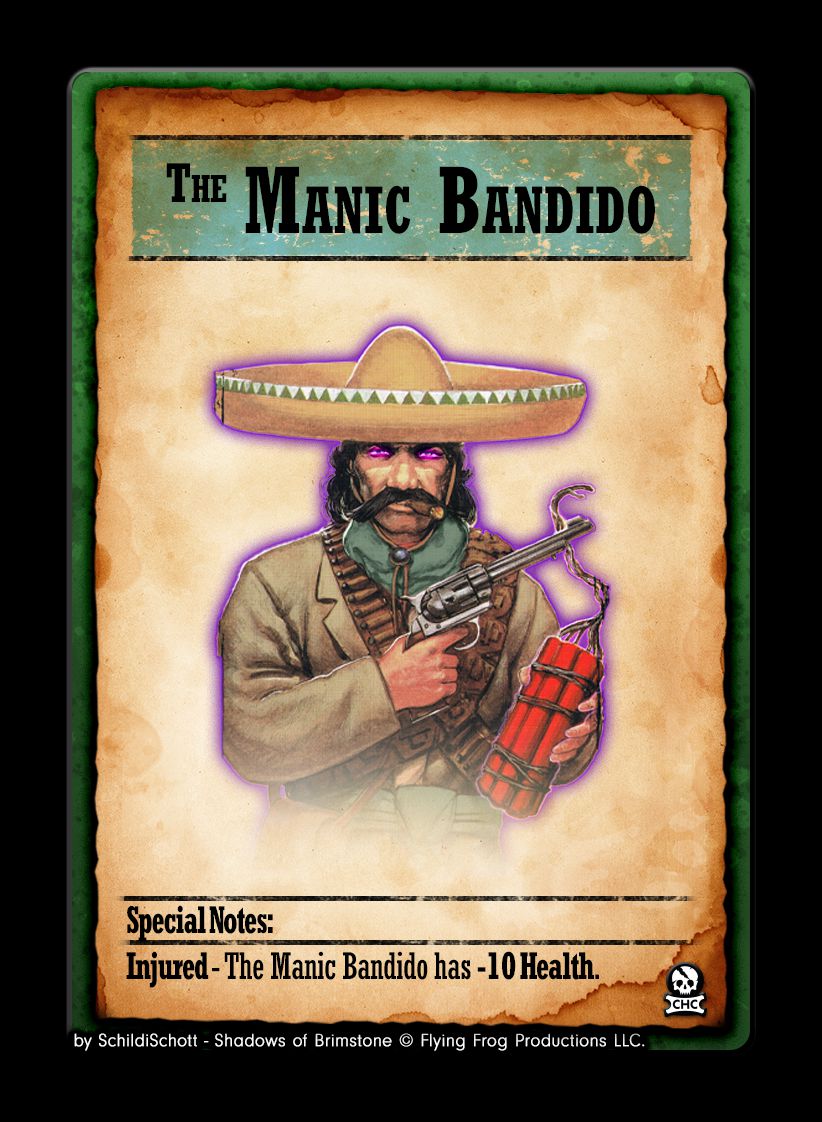 The Manic Bandido
Special Notes:
Injured - The Manic Bandido has -10 Health.
CHC
by SchildiSchott - Shadows of Brimstone © Flying Frog Productions LLC.